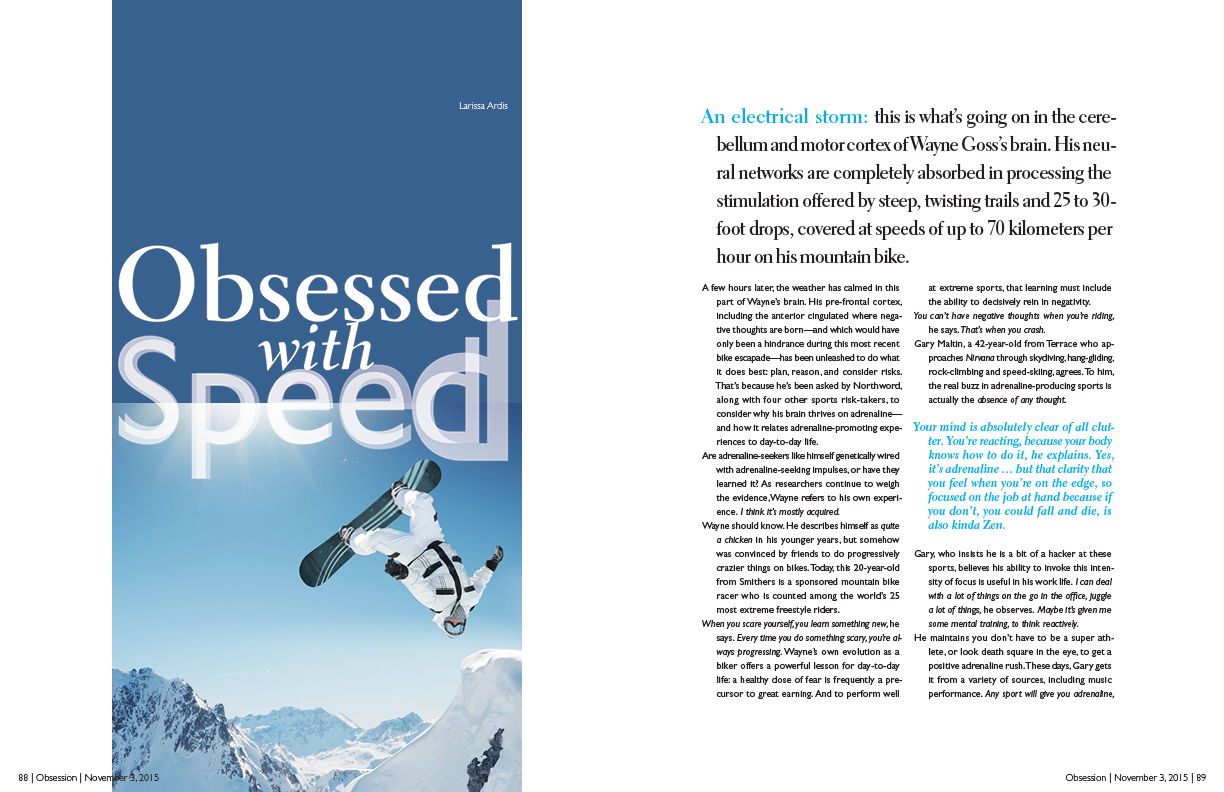 Larissa Ardis
Obsessed
with
Speed
88 | Obsession | November 3, 2015
An electrical storm: this is what's going on in the cere-
bellum and motor cortex of Wayne Goss's brain. His neu-
ral networks are completely absorbed in processing the
stimulation offered by steep, twisting trails and 25 to 30-
foot drops, covered at speeds of up to 70 kilometers per
hour on his mountain bike.
A few hours later, the weather has calmed in this
part of Wayne's brain. His pre-frontal cortex,
including the anterior cingulated where nega-
tive thoughts are born—and which would have
only been a hindrance during this most recent
bike escapade—has been unleashed to do what
it does best: plan, reason, and consider risks.
That's because he's been asked by Northword,
along with four other sports risk-takers, to
consider why his brain thrives on adrenaline—
and how it relates adrenaline-promoting expe-
riences to day-to-day life.
Are adrenaline-seekers like himself genetically wired
with adrenaline-seeking impulses, or have they
learned it? As researchers continue to weigh
the evidence, Wayne refers to his own experi-
ence. I think it's mostly acquired.
Wayne should know. He describes himself as quite
a chicken in his younger years, but somehow
was convinced by friends to do progressively
crazier things on bikes. Today, this 20-year-old
from Smithers is a sponsored mountain bike
racer who is counted among the world's 25
most extreme freestyle riders.
When you scare yourself, you learn something new, he
says. Every time you do something scary, you're al-
ways progressing. Wayne's own evolution as a
biker offers a powerful lesson for day-to-day
life: a healthy dose of fear is frequently a pre-
cursor to great earning. And to perform well
at extreme sports, that learning must include
the ability to decisively rein in negativity.
You can't have negative thoughts when you're riding,
he says. That's when you crash.
Gary Maltin, a 42-year-old from Terrace who ap-
proaches Nirvana through skydiving, hang-gliding,
rock-climbing and speed-skiing, agrees. To him,
the real buzz in adrenaline-producing sports is
actually the absence of any thought.
Your mind is absolutely clear of all clut-
ter. You're reacting, because your body
knows how to do it, he explains. Yes,
it's adrenaline … but that clarity that
you feel when you're on the edge, so
focused on the job at hand because if
you don't, you could fall and die, is
also kinda Zen.
Gary, who insists he is a bit of a hacker at these
sports, believes his ability to invoke this inten-
sity of focus is useful in his work life. I can deal
with a lot of things on the go in the office, juggle
a lot of things, he observes. Maybe it's given me
some mental training, to think reactively.
He maintains you don't have to be a super ath-
lete, or look death square in the eye, to get a
positive adrenaline rush. These days, Gary gets
it from a variety of sources, including music
performance. Any sport will give you adrenaline,
Obsession | November 3, 2015 | 89